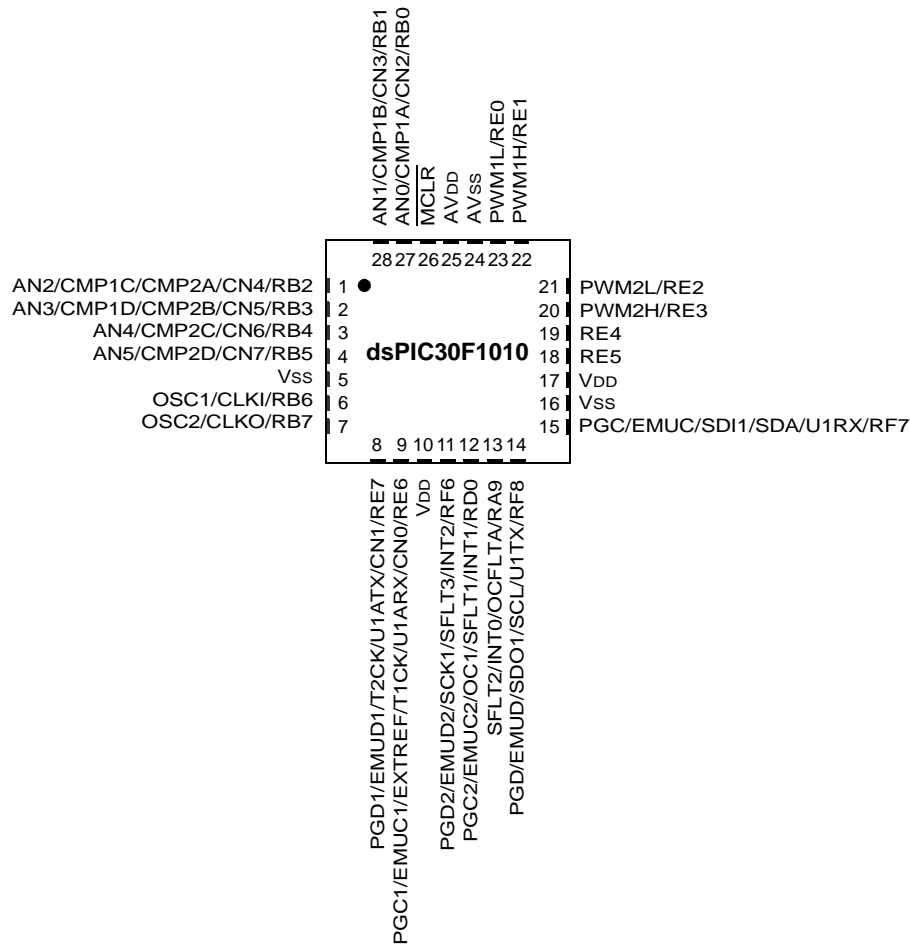 AN1/CMP1B/CN3/RB1
AN0/CMP1A/CN2/RB0
MCLR
AVDD
AVSS
PWM1L/RE0
PWM1H/RE1
28 27 26 25 24 23 22
AN2/CMP1C/CMP2A/CN4/RB2 1
AN3/CMP1D/CMP2B/CN5/RB3 2
AN4/CMP2C/CN6/RB4 3
AN5/CMP2D/CN7/RB5 4
VSS 5
OSC1/CLKI/RB6 6
OSC2/CLKO/RB7 7
dsPIC30F1010
21 PWM2L/RE2
20 PWM2H/RE3
19 RE4
18 RE5
17 VDD
16 VSS
15 PGC/EMUC/SDI1/SDA/U1RX/RF7
8 9 10 11 12 13 14
PGD1/EMUD1/T2CK/U1ATX/CN1/RE7
PGC1/EMUC1/EXTREF/T1CK/U1ARX/CN0/RE6
VDD
PGD2/EMUD2/SCK1/SFLT3/INT2/RF6
PGC2/EMUC2/OC1/SFLT1/INT1/RD0
SFLT2/INT0/OCFLTA/RA9
PGD/EMUD/SDO1/SCL/U1TX/RF8